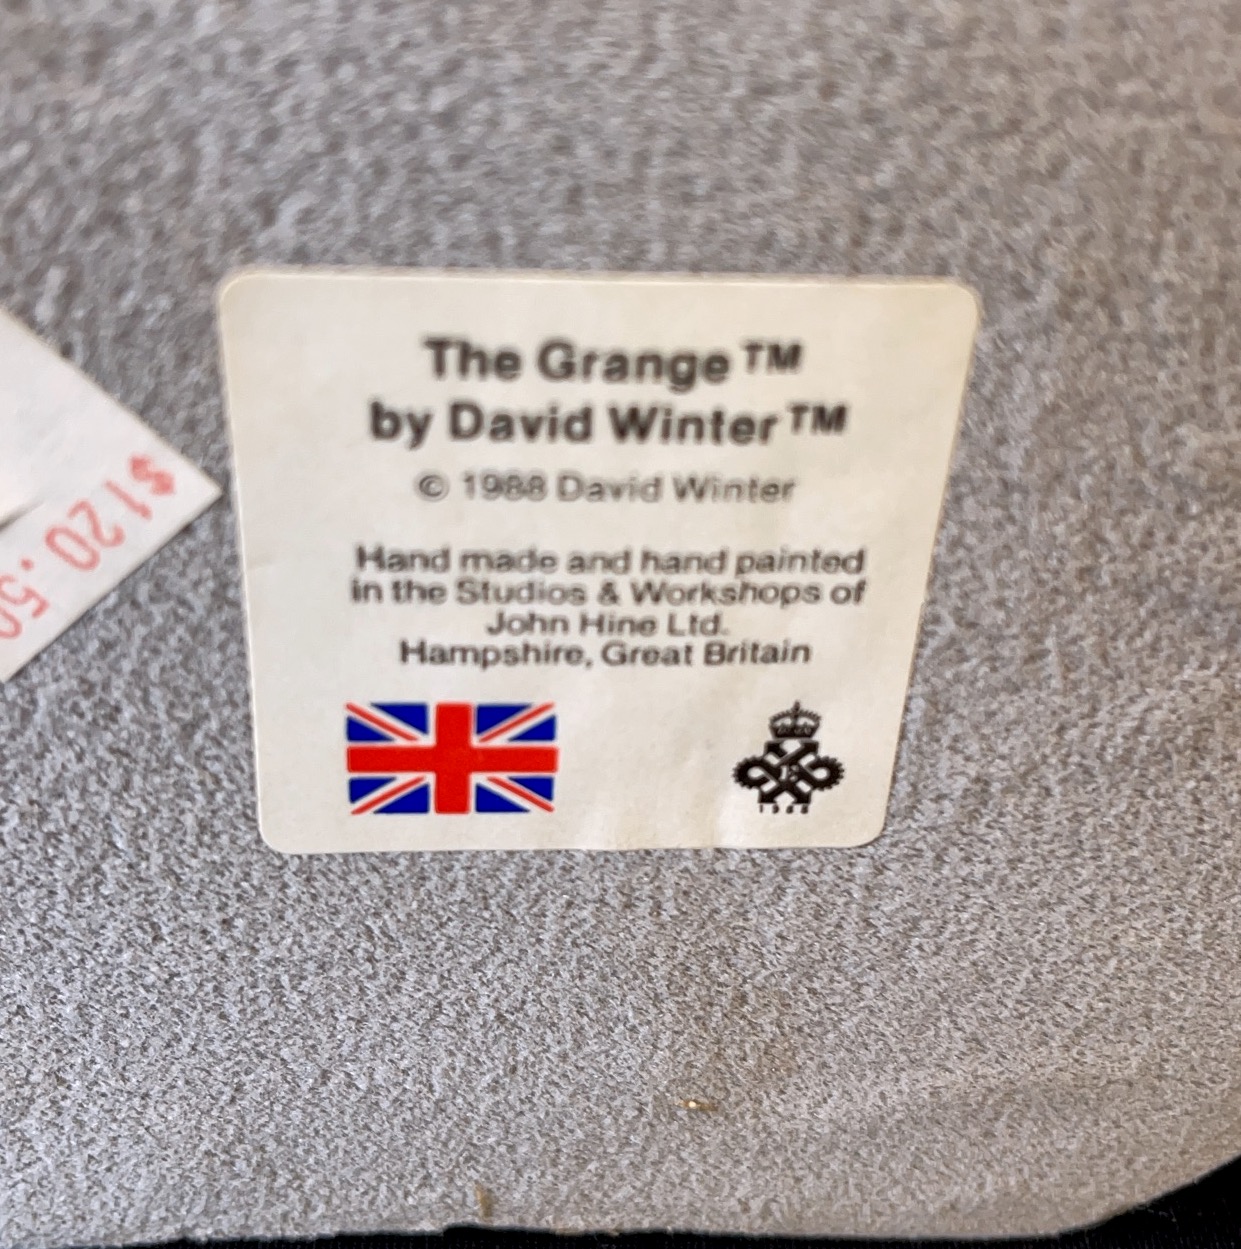 The Grange™
by David Winter™
© 1988 David Winter
Hand made and hand painted
in the Studios & Workshops of
John Hine Ltd.
Hampshire, Great Britain
$120.50